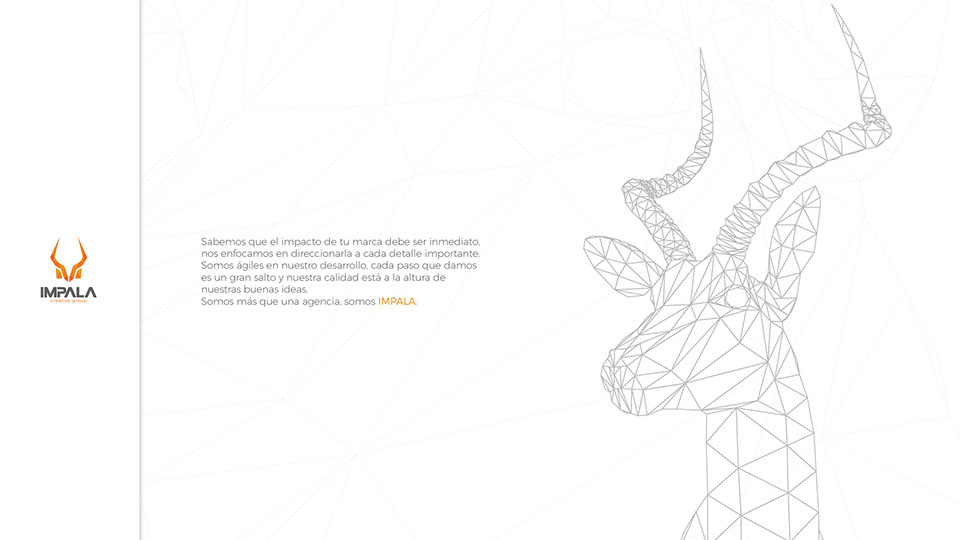 IMPALA
creative group
Sabemos que el impacto de tu marca debe ser inmediato,
nos enfocamos en direccionarla a cada detalle importante.
Somos ágiles en nuestro desarrollo, cada paso que damos
es un gran salto y nuestra calidad está a la altura de
nuestras buenas ideas.
Somos más que una agencia, somos IMPALA.